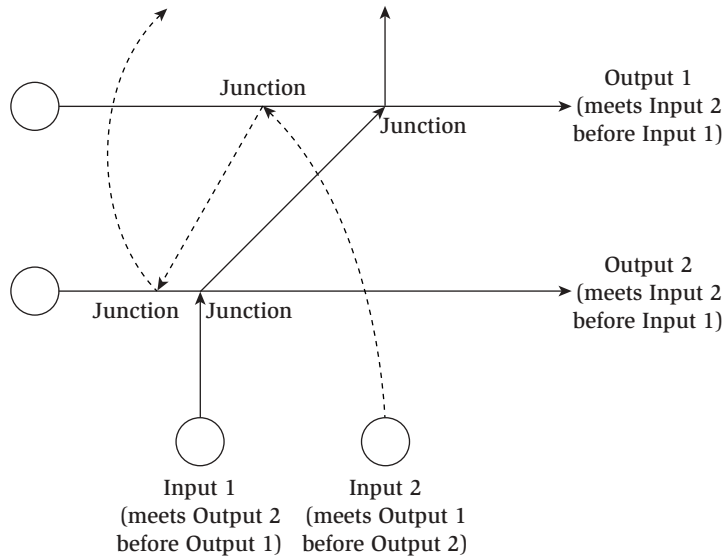 Junction
Output 1
(meets Input 2
before Input 1)
Junction
Output 2
(meets Input 2
before Input 1)
Junction
Junction
Input 1
(meets Output 2
before Output 1)
Input 2
(meets Output 1
before Output 2)